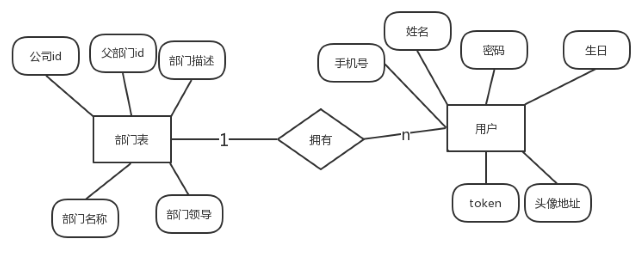 姓名
公司id
父部门id
部门描述
手机号
密码
生日
部门表
1
拥有
n
用户
部门名称
部门领导
token
头像地址